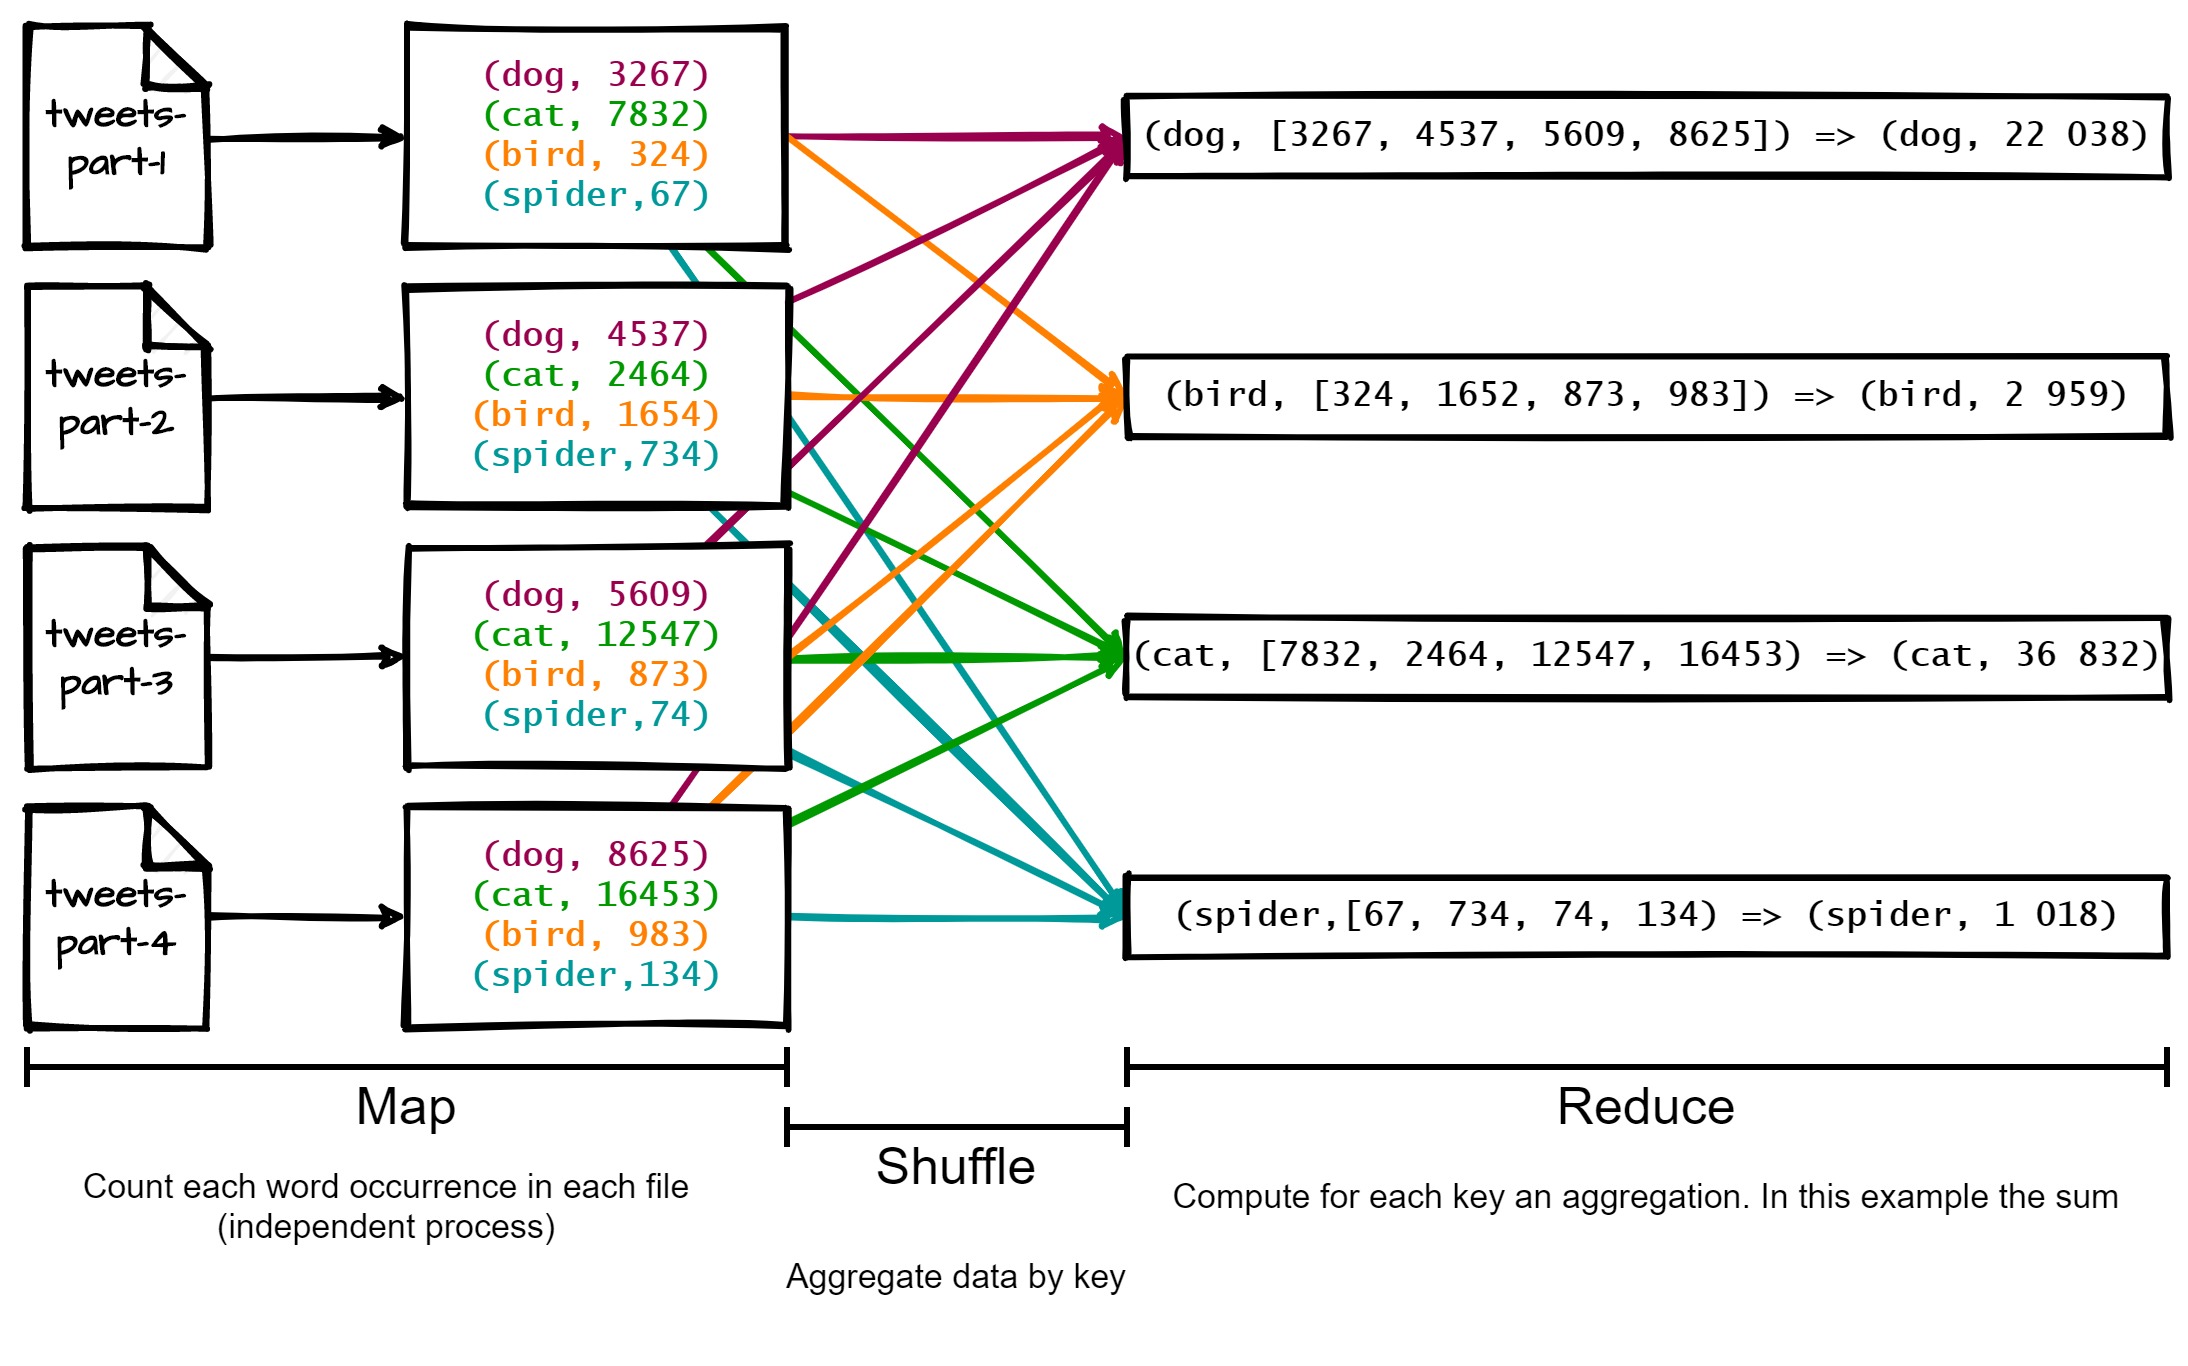 tweets-
part-1
(dog, 3267)
(cat, 7832)
(bird, 324)
(spider,67)
(dog, [3267, 4537, 5609, 8625]) => (dog, 22 038)
tweets-
part-2
(dog, 4537)
(cat, 2464)
(bird, 1654)
(spider,734)
(bird, [324, 1652, 873, 983]) => (bird, 2 959)
tweets-
part-3
(dog, 5609)
(cat, 12547)
(bird, 873)
(spider,74)
(cat, [7832, 2464, 12547, 16453) => (cat, 36 832)
tweets-
part-4
(dog, 8625)
(cat, 16453)
(bird, 983)
(spider,134)
(spider,[67, 734, 74, 134) => (spider, 1 018)
Map
Count each word occurrence in each file
(independent process)
Shuffle
Aggregate data by key
Reduce
Compute for each key an aggregation. In this example the sum